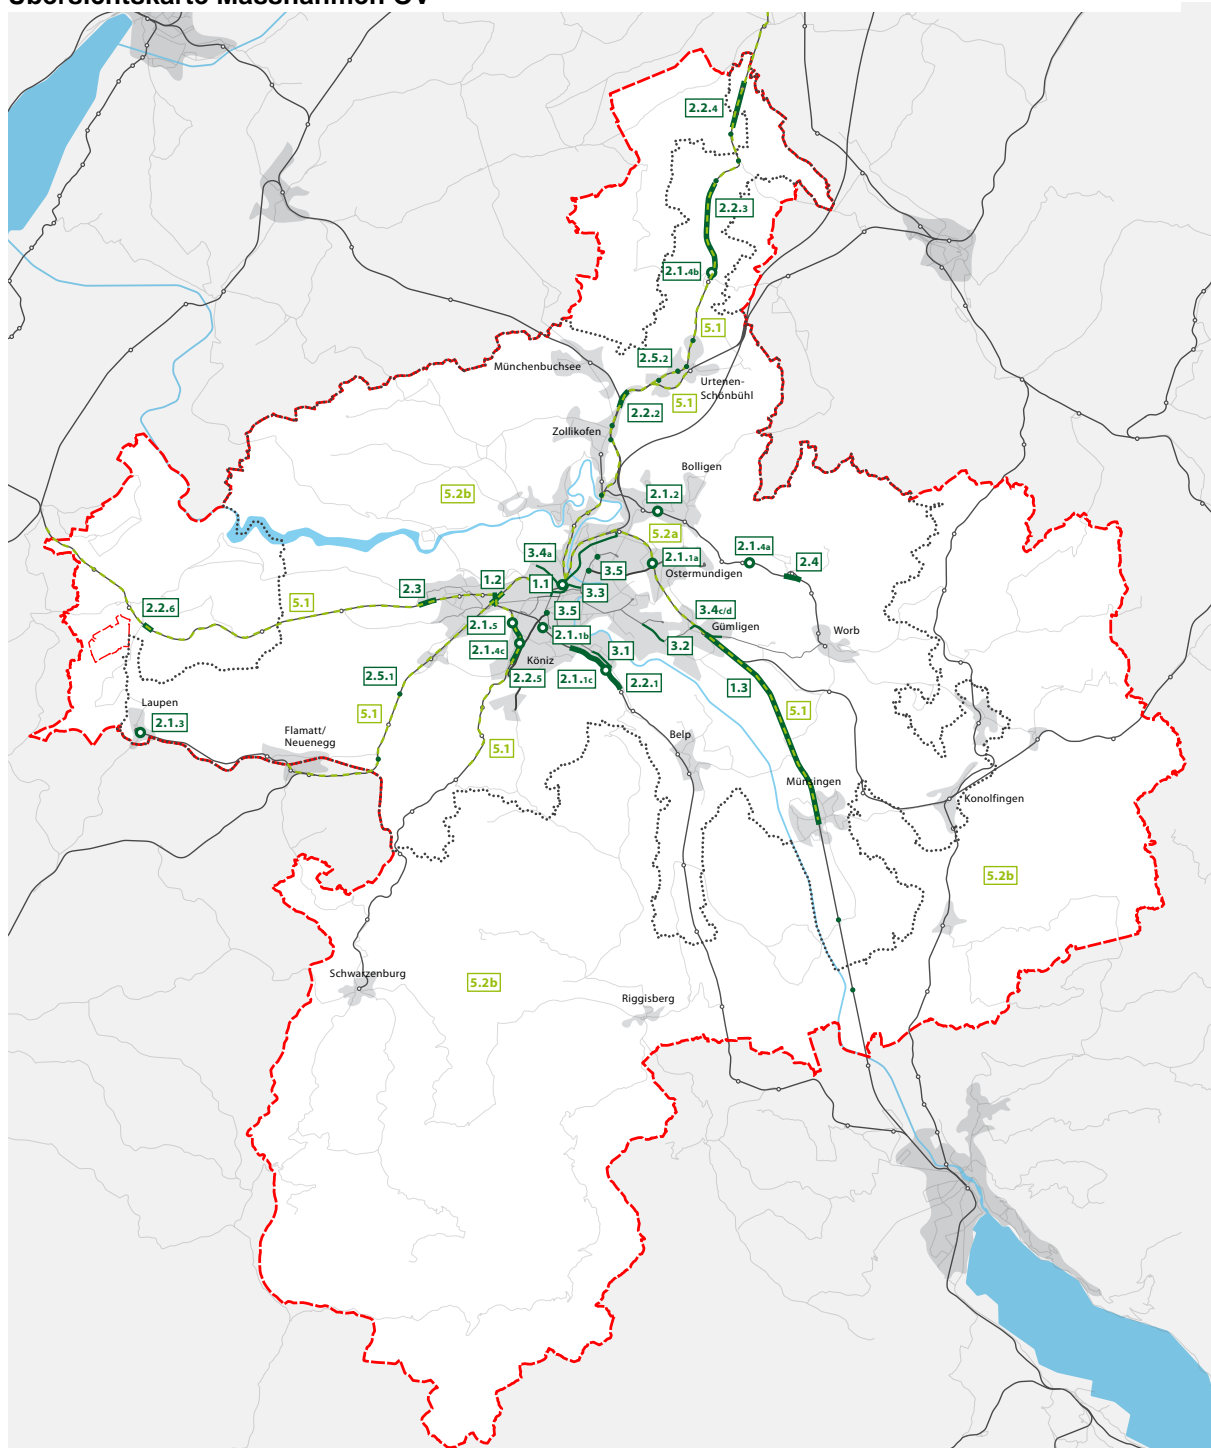 Übersichtskarte Massnahmen ÖV
2.2.4
2.2.3
2.1.4b
5.1
2.5.2
Münchenbuchsee
Urtenen-
Schönbühl
5.1
2.2.2
Zollikofen
Bolligen
5.2b
2.1.2
5.2a
3.4a
2.1.1a
2.1.4a
2.4
3.5
Ostermundigen
1.1
3.3
1.2
2.3
5.1
2.2.6
3.5
2.1.5
2.1.1b
3.4c/d
Gümligen
Worb
3.2
3.1
2.1.4c
Köniz
2.2.5
2.1.1c
2.2.1
1.3
2.5.1
5.1
5.1
Laupen
2.1.3
Flamatt/
Neuenegg
Belp
5.1
Münsingen
Konolfingen
5.2b
Schwarzenburg
5.2b
Riggisberg